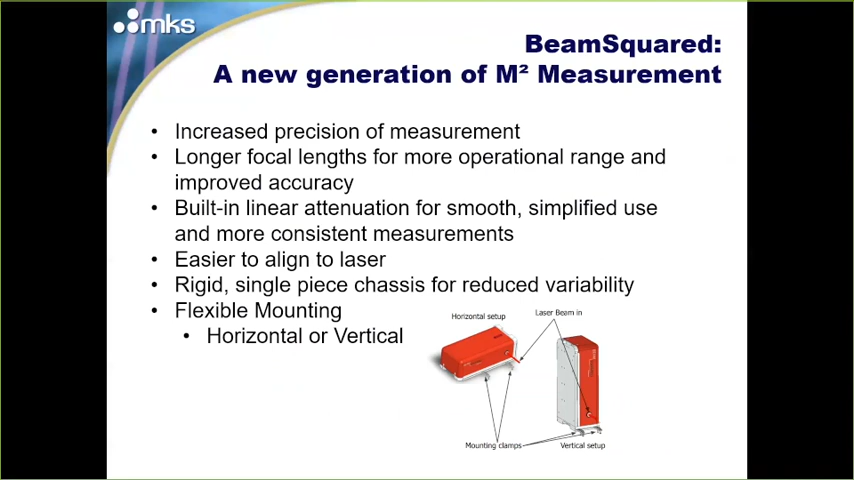 mks
BeamSquared:
A new generation of M² Measurement
• Increased precision of measurement
• Longer focal lengths for more operational range and
improved accuracy
• Built-in linear attenuation for smooth, simplified use
and more consistent measurements
• Easier to align to laser
• Rigid, single piece chassis for reduced variability
• Flexible Mounting
• Horizontal or Vertical
Horizontal setup
Laser Beam in
Mounting clamps
Vertical setup